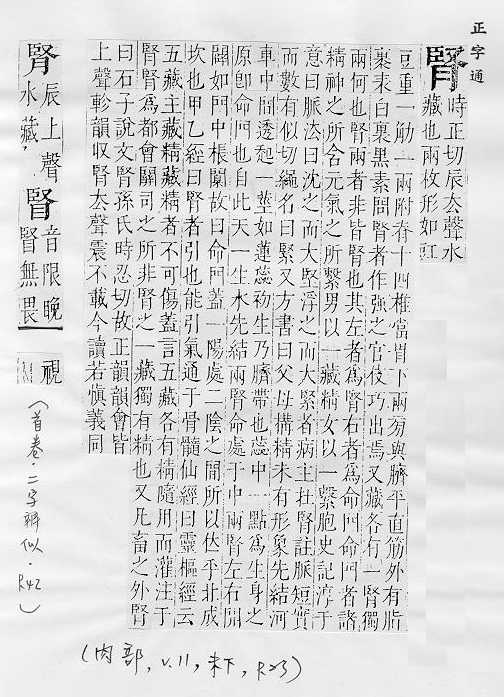 正字通
腎
時正切辰去聲水
藏也兩枚形如豇
豆重一觔一兩附脊十四椎當胃下兩旁與臍平直筋外有脂
裹表白裏黑素問腎者作强之官伎巧出焉又藏各有一腎獨
兩何也腎兩者非皆腎也其左者爲腎右者爲命門命門者諸
精神之所舍元氣之所繫男以一藏精女以一繫胞史記淳于
意曰脈法曰沈之而大堅浮之而大緊者病主在腎註脈短實
而數有似切繩名曰緊又方書曰父母搆精未有形象先結河
車中間透起一莖如蓮蕊初生乃臍帶也蕊中一點爲生身之
原卽命門也自此天一生水先結兩腎命處于中兩腎左右開
闔如門中棖闑故曰命門蓋一陽處二陰之閒所以伏乎北成
坎也甲乙經曰腎者引也能引氣通于骨髓仙經曰靈樞經云
五藏主藏精藏精者不可傷蓋言五藏各有精隨用而灌注于
腎腎爲都會關司之所非腎之一藏獨有精也又凡畜之外腎
曰石子說文腎孫氏時忍切故正韻韻會皆
上聲軫韻收腎去聲震不載今讀若愼義同
腎
辰上聲
水藏
音限晚
腎無畏
視
(首卷.二字辨似.R42)
(肉部, v.11, 未下, R23)